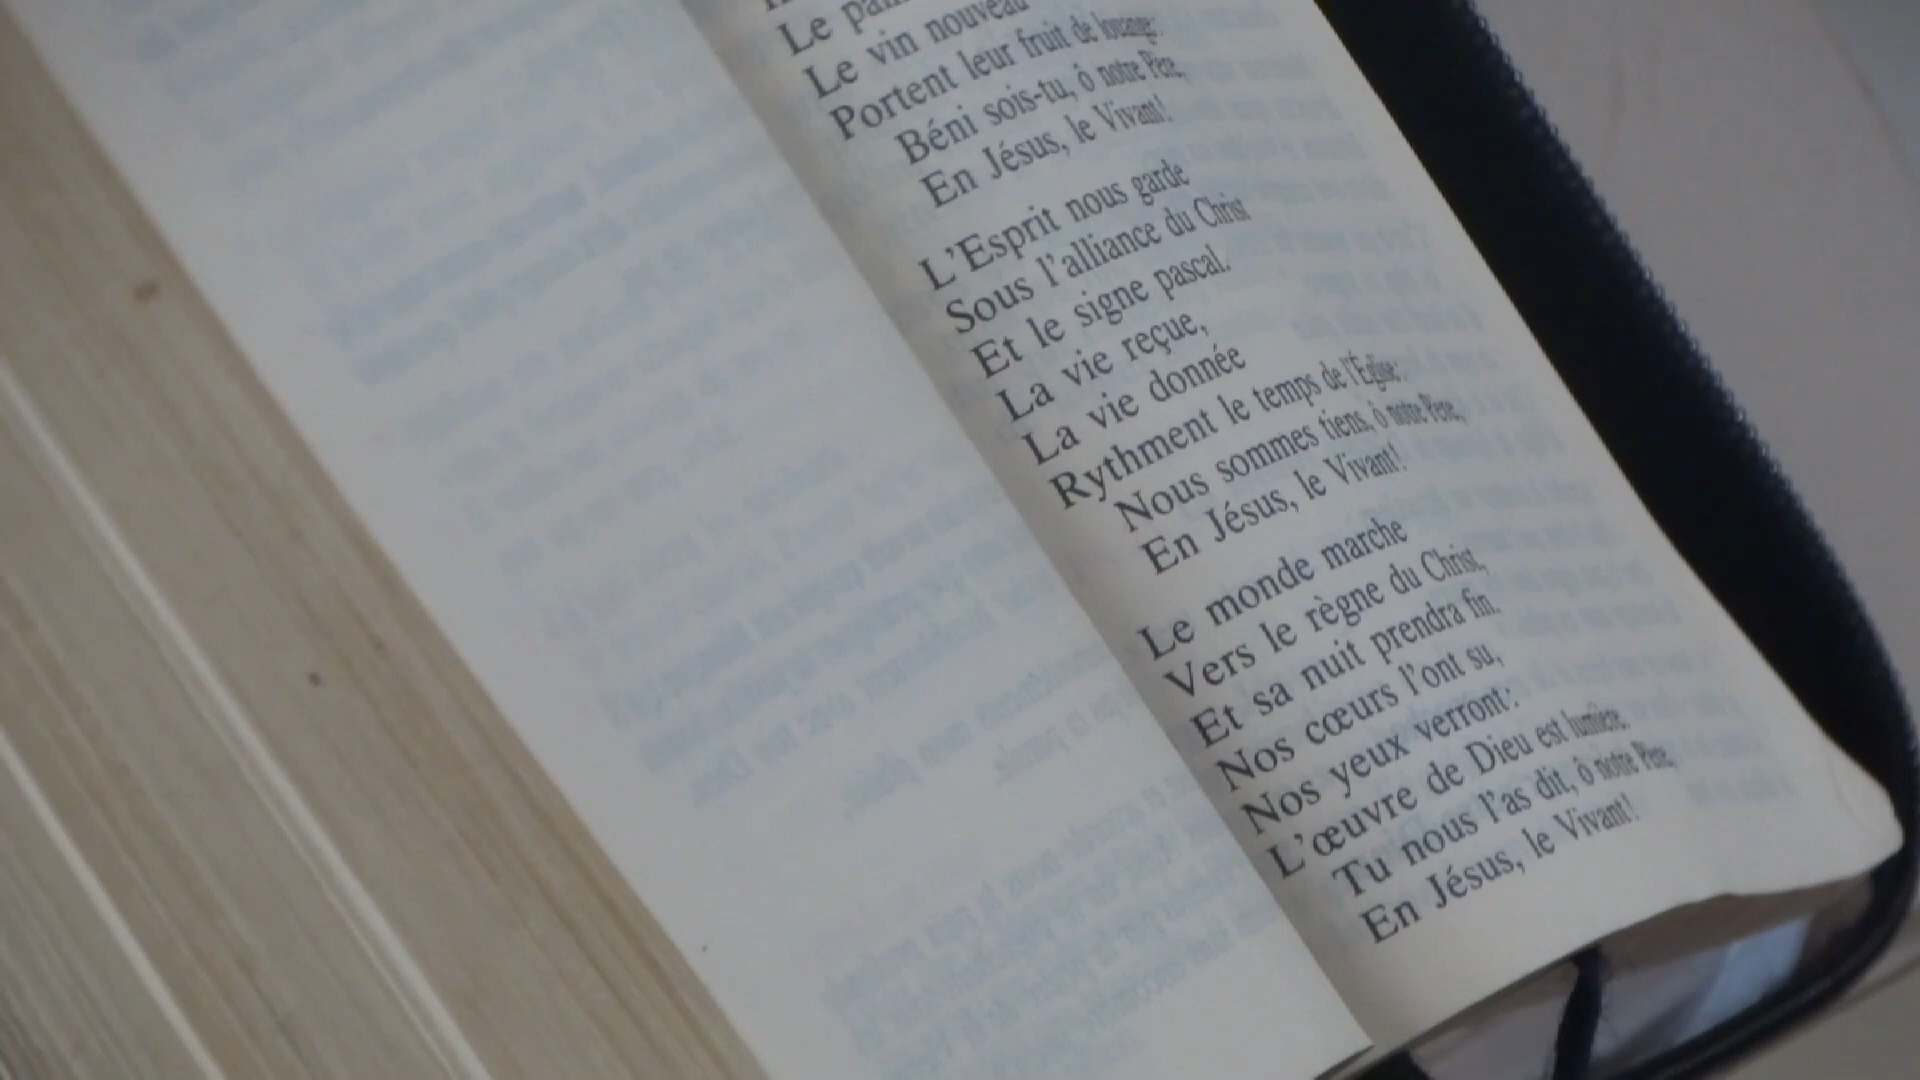 Le
Le vin nouveau
Portent leur fruit de louange:
Béni sois-tu, ô notre Père,
En Jésus, le Vivant!
L'Esprit nous garde
Sous l'alliance du Christ
Et le signe pascal.
La vie reçue,
La vie donnée
Rythment le temps de l'Église:
Nous sommes tiens, ô notre Père,
En Jésus, le Vivant!
Le monde marche
Vers le règne du Christ,
Et sa nuit prendra fin.
Nos cœurs l'ont su,
Nos yeux verront:
L'œuvre de Dieu est lumière.
Tu nous l'as dit, ô notre Père,
En Jésus, le Vivant!